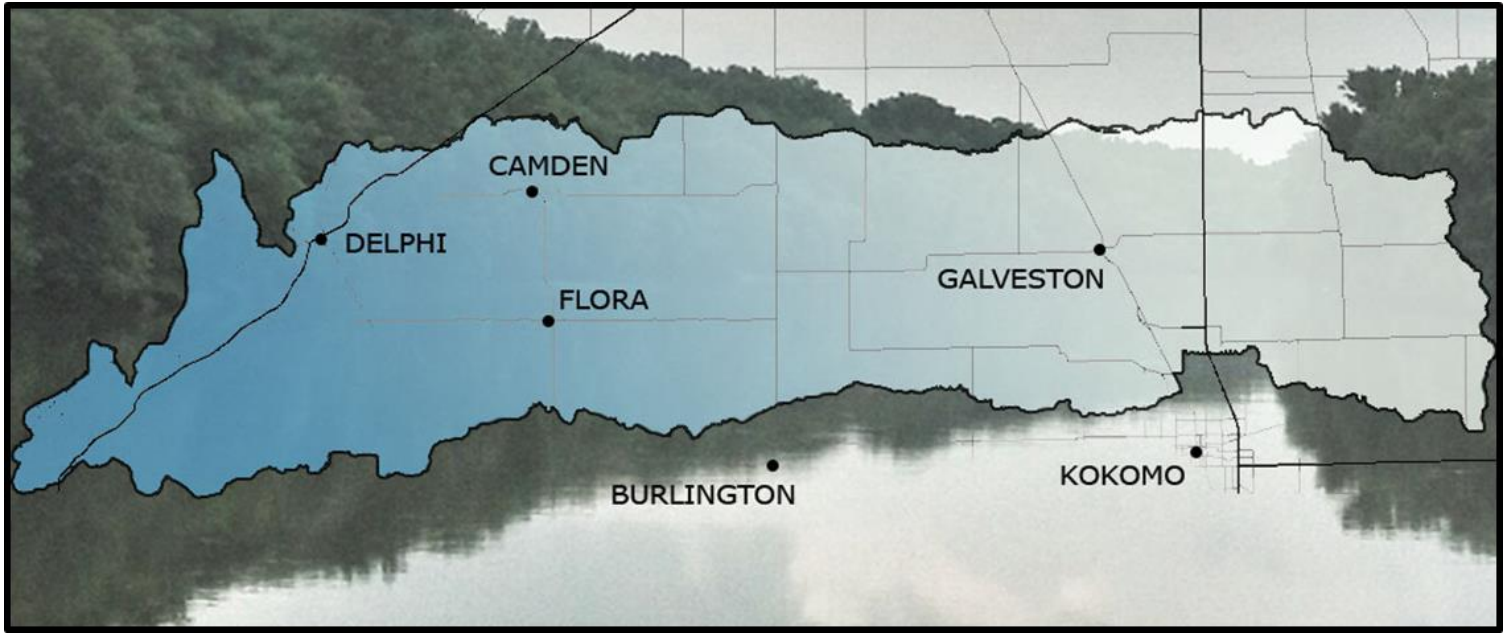 CAMDEN
DELPHI
GALVESTON
FLORA
KOKOMO
BURLINGTON